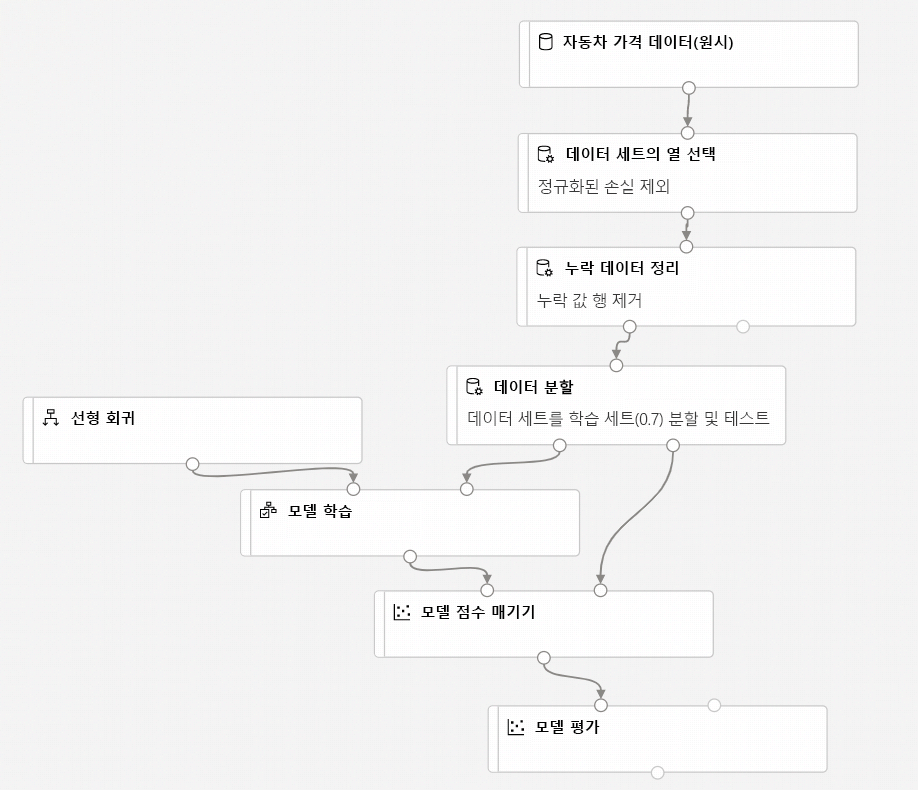 자동차 가격 데이터(원시)
데이터 세트의 열 선택
정규화된 손실 제외
누락 데이터 정리
누락 값 행 제거
데이터 분할
데이터 세트를 학습 세트(0.7) 분할 및 테스트
선형 회귀
모델 학습
모델 점수 매기기
모델 평가